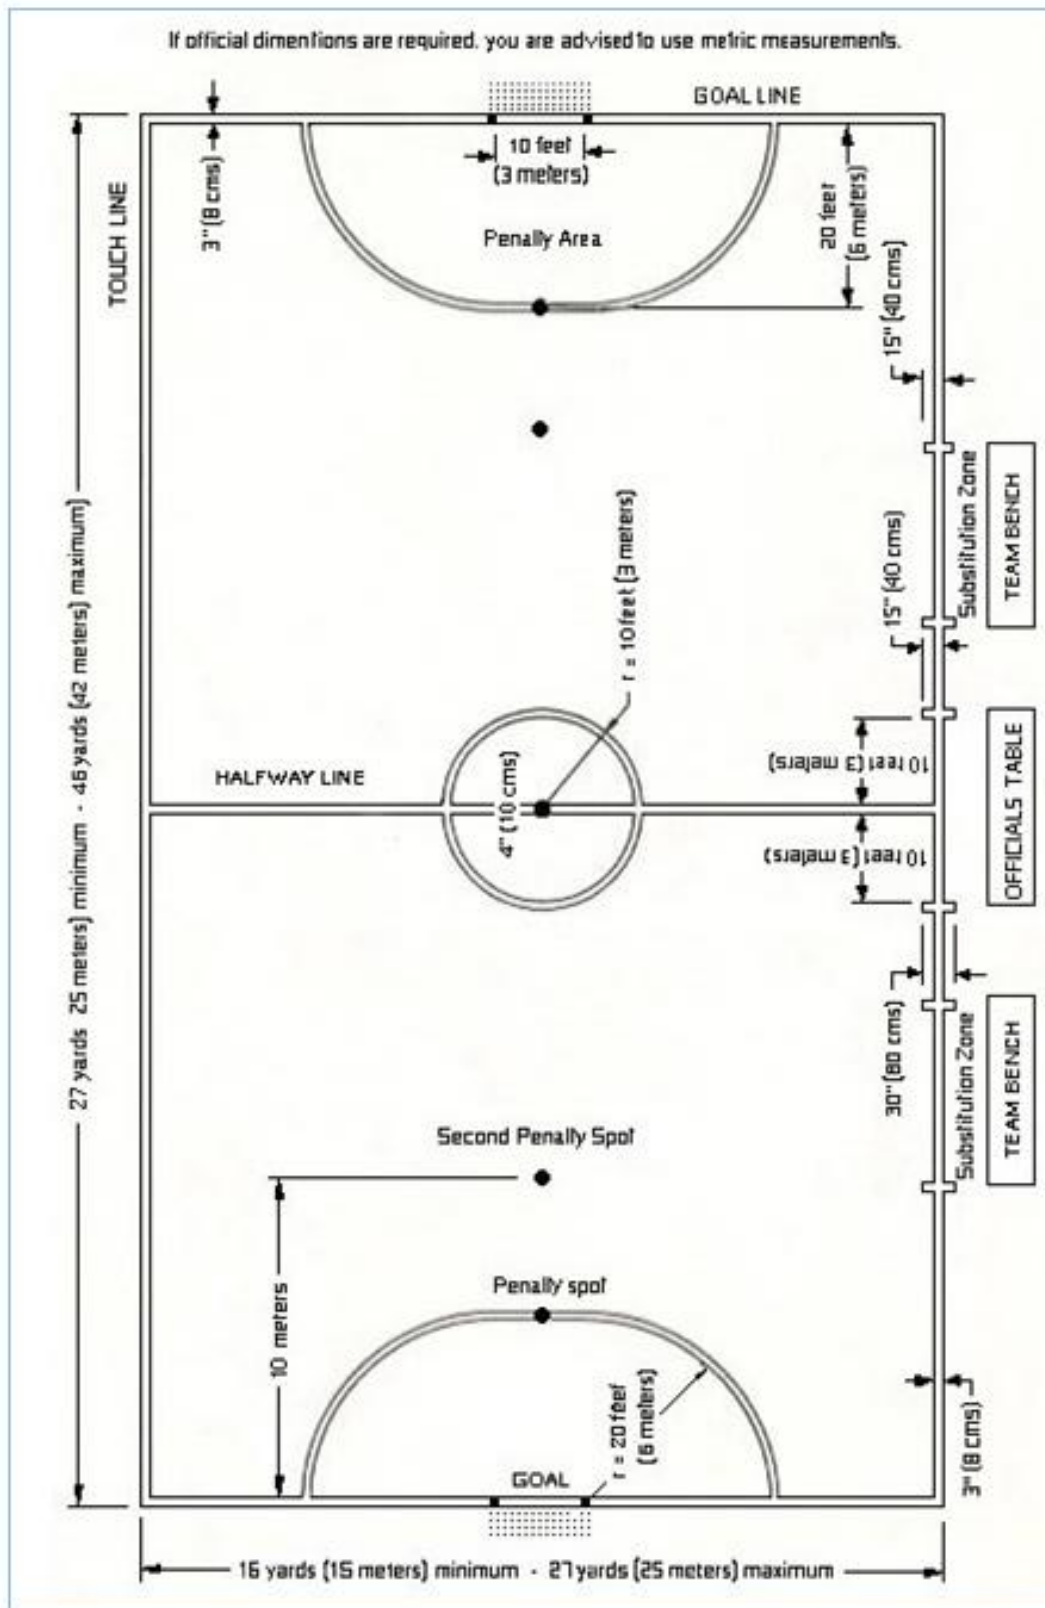 If official dimentions are required, you are advised to use metric measurements.
GOAL LINE
TOUCH LINE
3" (8 cms)
10 feet
(3 meters)
20 feet
(6 meters)
Penalty Area
15" (40 cms)
Substitution Zone
TEAM BENCH
15" (40 cms)
r = 10 feet (3 meters)
27 yards 25 meters) minimum - 46 yards (42 meters) maximum)
HALFWAY LINE
4" (10 cms)
10 feet (3 meters)
10 feet (3 meters)
OFFICIALS TABLE
30" (80 cms)
Substitution Zone
TEAM BENCH
Second Penalty Spot
Penalty spot
10 meters
r = 20 feet
(6 meters)
GOAL
3" (8 cms)
16 yards (15 meters) minimum - 27 yards (25 meters) maximum